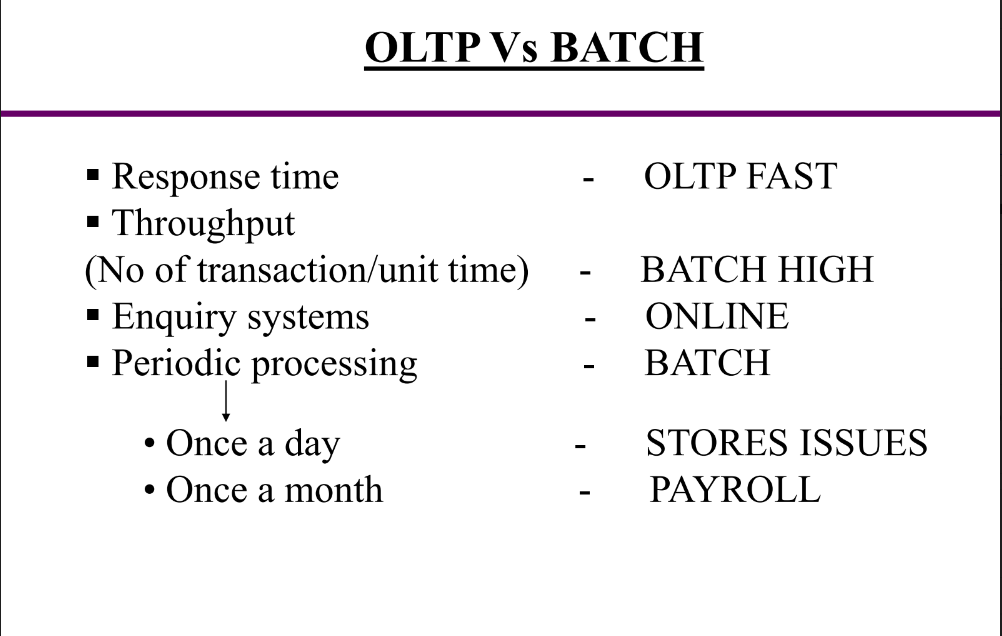 OLTP Vs BATCH
▪ Response time - OLTP FAST
▪ Throughput
(No of transaction/unit time) - BATCH HIGH
▪ Enquiry systems - ONLINE
▪ Periodic processing - BATCH
• Once a day - STORES ISSUES
• Once a month - PAYROLL